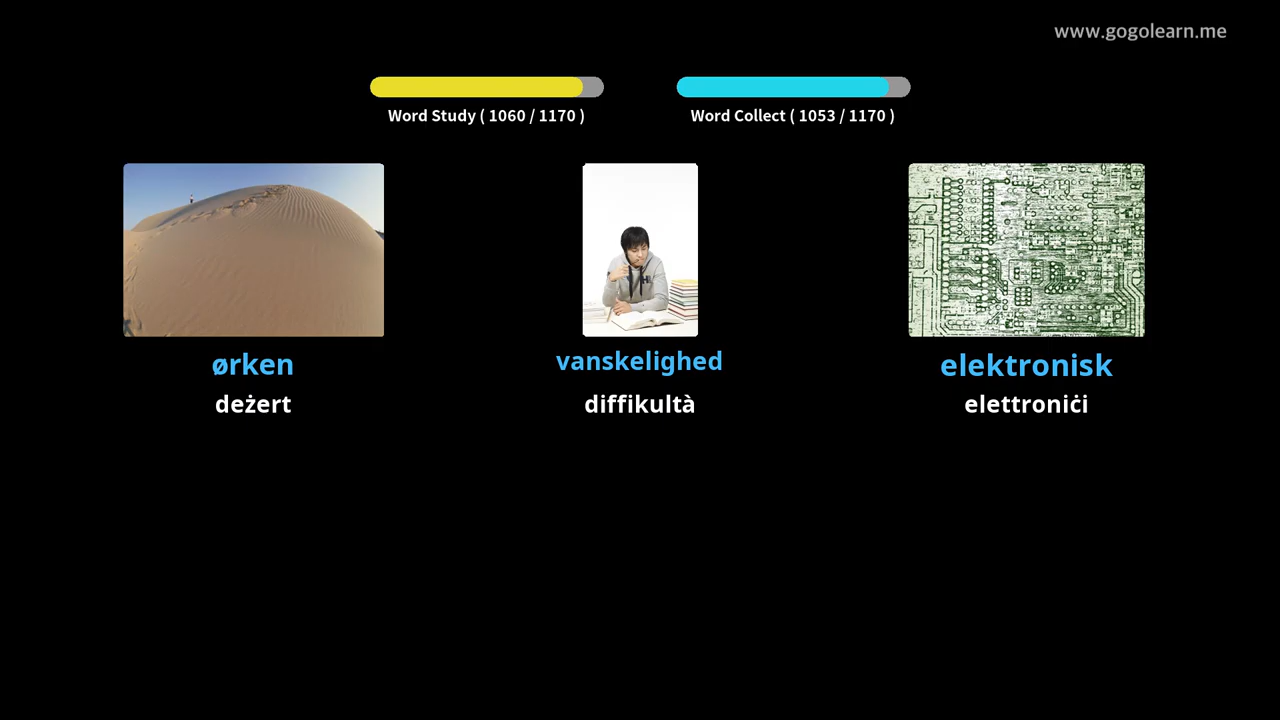 www.gogolearn.me
Word Study ( 1060 / 1170 )
Word Collect ( 1053 / 1170 )
ørken
vanskelighed
elektronisk
deżert
diffikultà
elettroniċi